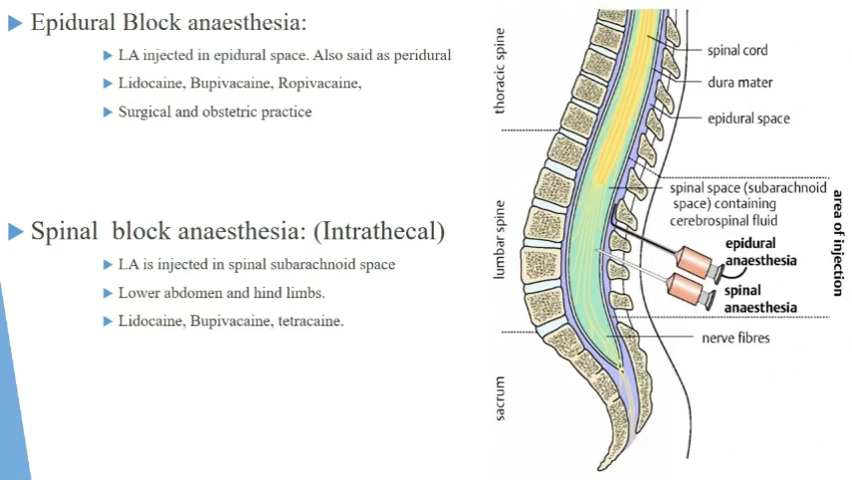 Epidural Block anaesthesia:
LA injected in epidural space. Also said as peridural
Lidocaine, Bupivacaine, Ropivacaine,
Surgical and obstetric practice
Spinal block anaesthesia: (Intrathecal)
LA is injected in spinal subarachnoid space
Lower abdomen and hind limbs.
Lidocaine, Bupivacaine, tetracaine.
thoracic spine
lumbar spine
sacrum
spinal cord
dura mater
epidural space
spinal space (subarachnoid
space) containing
cerebrospinal fluid
epidural
anaesthesia
spinal
anaesthesia
nerve fibres
area of injection